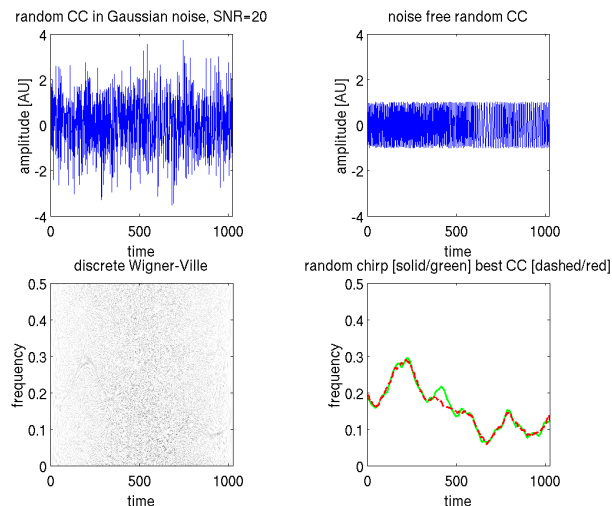 random CC in Gaussian noise, SNR=20
noise free random CC
amplitude [AU]
4
2
0
-2
-4
0
500
1000
time
amplitude [AU]
4
2
0
-2
-4
0
500
1000
time
discrete Wigner-Ville
random chirp [solid/green] best CC [dashed/red]
frequency
0.5
0.4
0.3
0.2
0.1
0
0
500
1000
time
frequency
0.5
0.4
0.3
0.2
0.1
0
0
500
1000
time